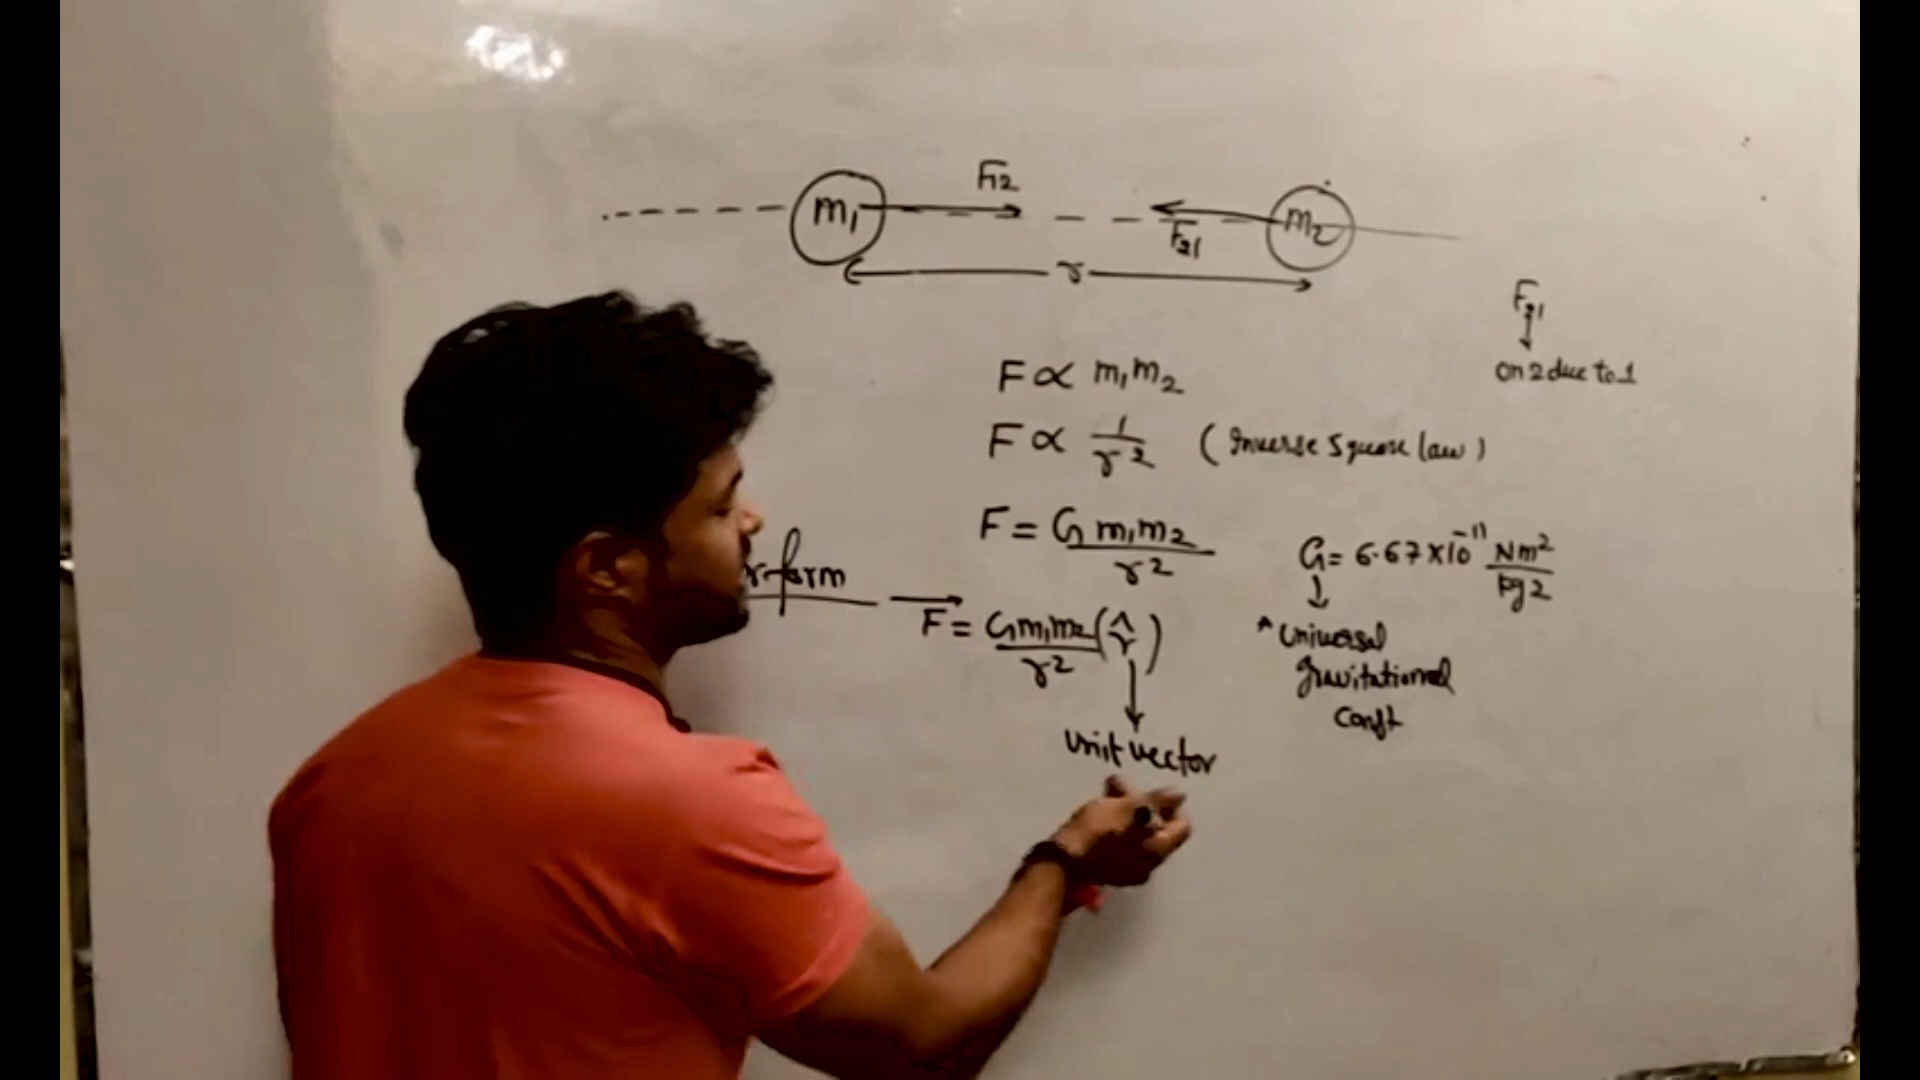 F12
m1 m2
F21
r
F21
on 2 due to 1
F ∝ m1m2
F ∝ 1/r2 (Inverse Square law)
F = G m1m2/r2
G = 6.67×10-11 Nm2/kg2
r form
F = Gm1m2/r2 (r̂)
Universal
gravitational
Const
unit vector